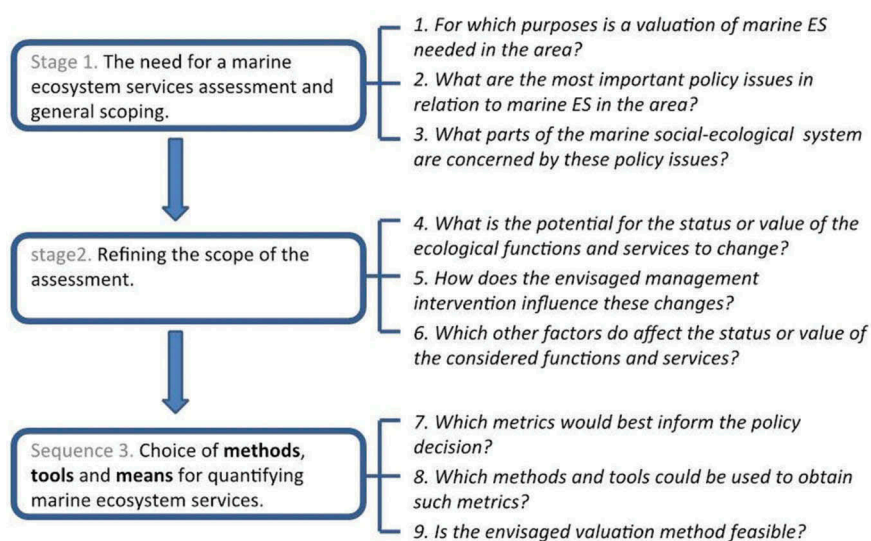 Stage 1. The need for a marine
ecosystem services assessment and
general scoping.
1. For which purposes is a valuation of marine ES
needed in the area?
2. What are the most important policy issues in
relation to marine ES in the area?
3. What parts of the marine social-ecological system
are concerned by these policy issues?
stage2. Refining the scope of the
assessment.
4. What is the potential for the status or value of the
ecological functions and services to change?
5. How does the envisaged management
intervention influence these changes?
6. Which other factors do affect the status or value of
the considered functions and services?
Sequence 3. Choice of methods,
tools and means for quantifying
marine ecosystem services.
7. Which metrics would best inform the policy
decision?
8. Which methods and tools could be used to obtain
such metrics?
9. Is the envisaged valuation method feasible?